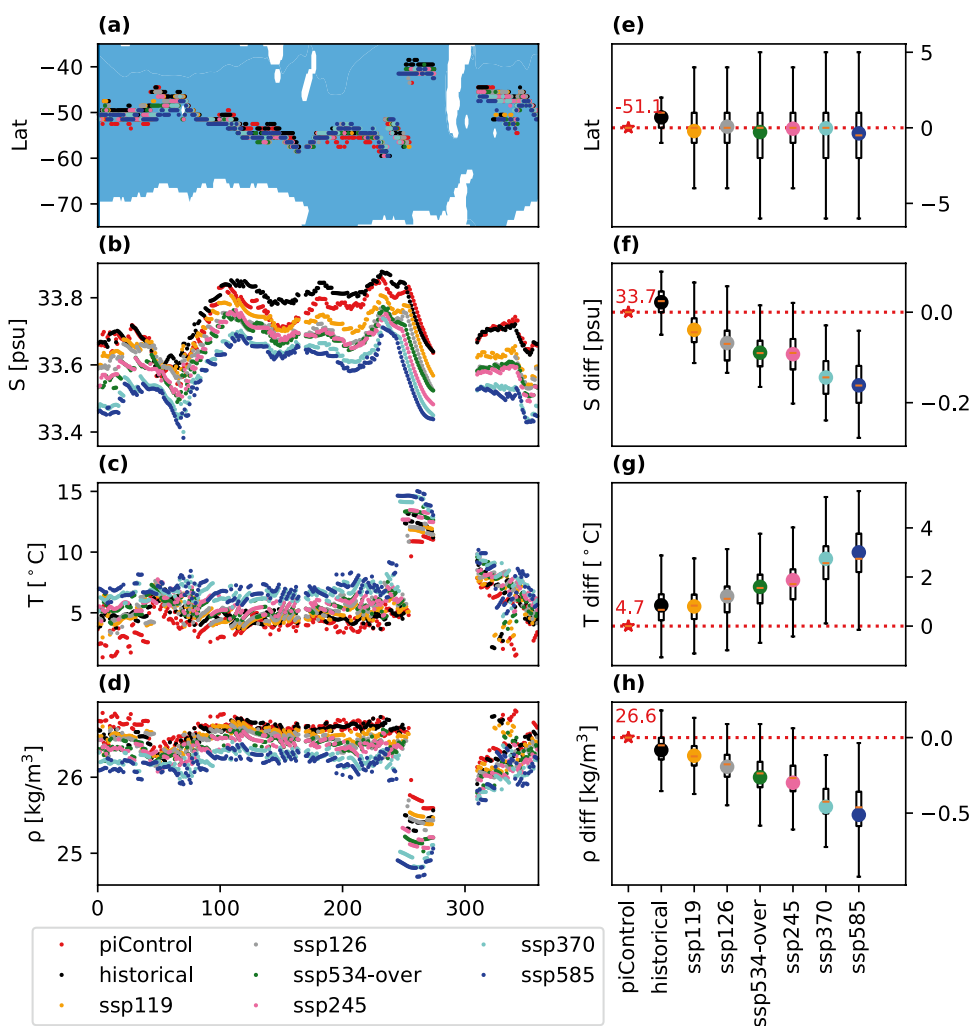 (a)
−40
−50
−60
−70
Lat
(b)
33.8
33.6
33.4
S [psu]
(c)
15
10
5
T [°C]
(d)
26
25
ρ [kg/m³]
0
100
200
300
(e)
-51.1
5
0
−5
Lat
(f)
33.7
0.0
−0.2
S diff [psu]
(g)
4.7
4
2
0
T diff [°C]
(h)
26.6
0.0
−0.5
ρ diff [kg/m³]
piControl
historical
ssp119
ssp126
ssp534-over
ssp245
ssp370
ssp585
piControl
historical
ssp119
ssp126
ssp534-over
ssp245
ssp370
ssp585